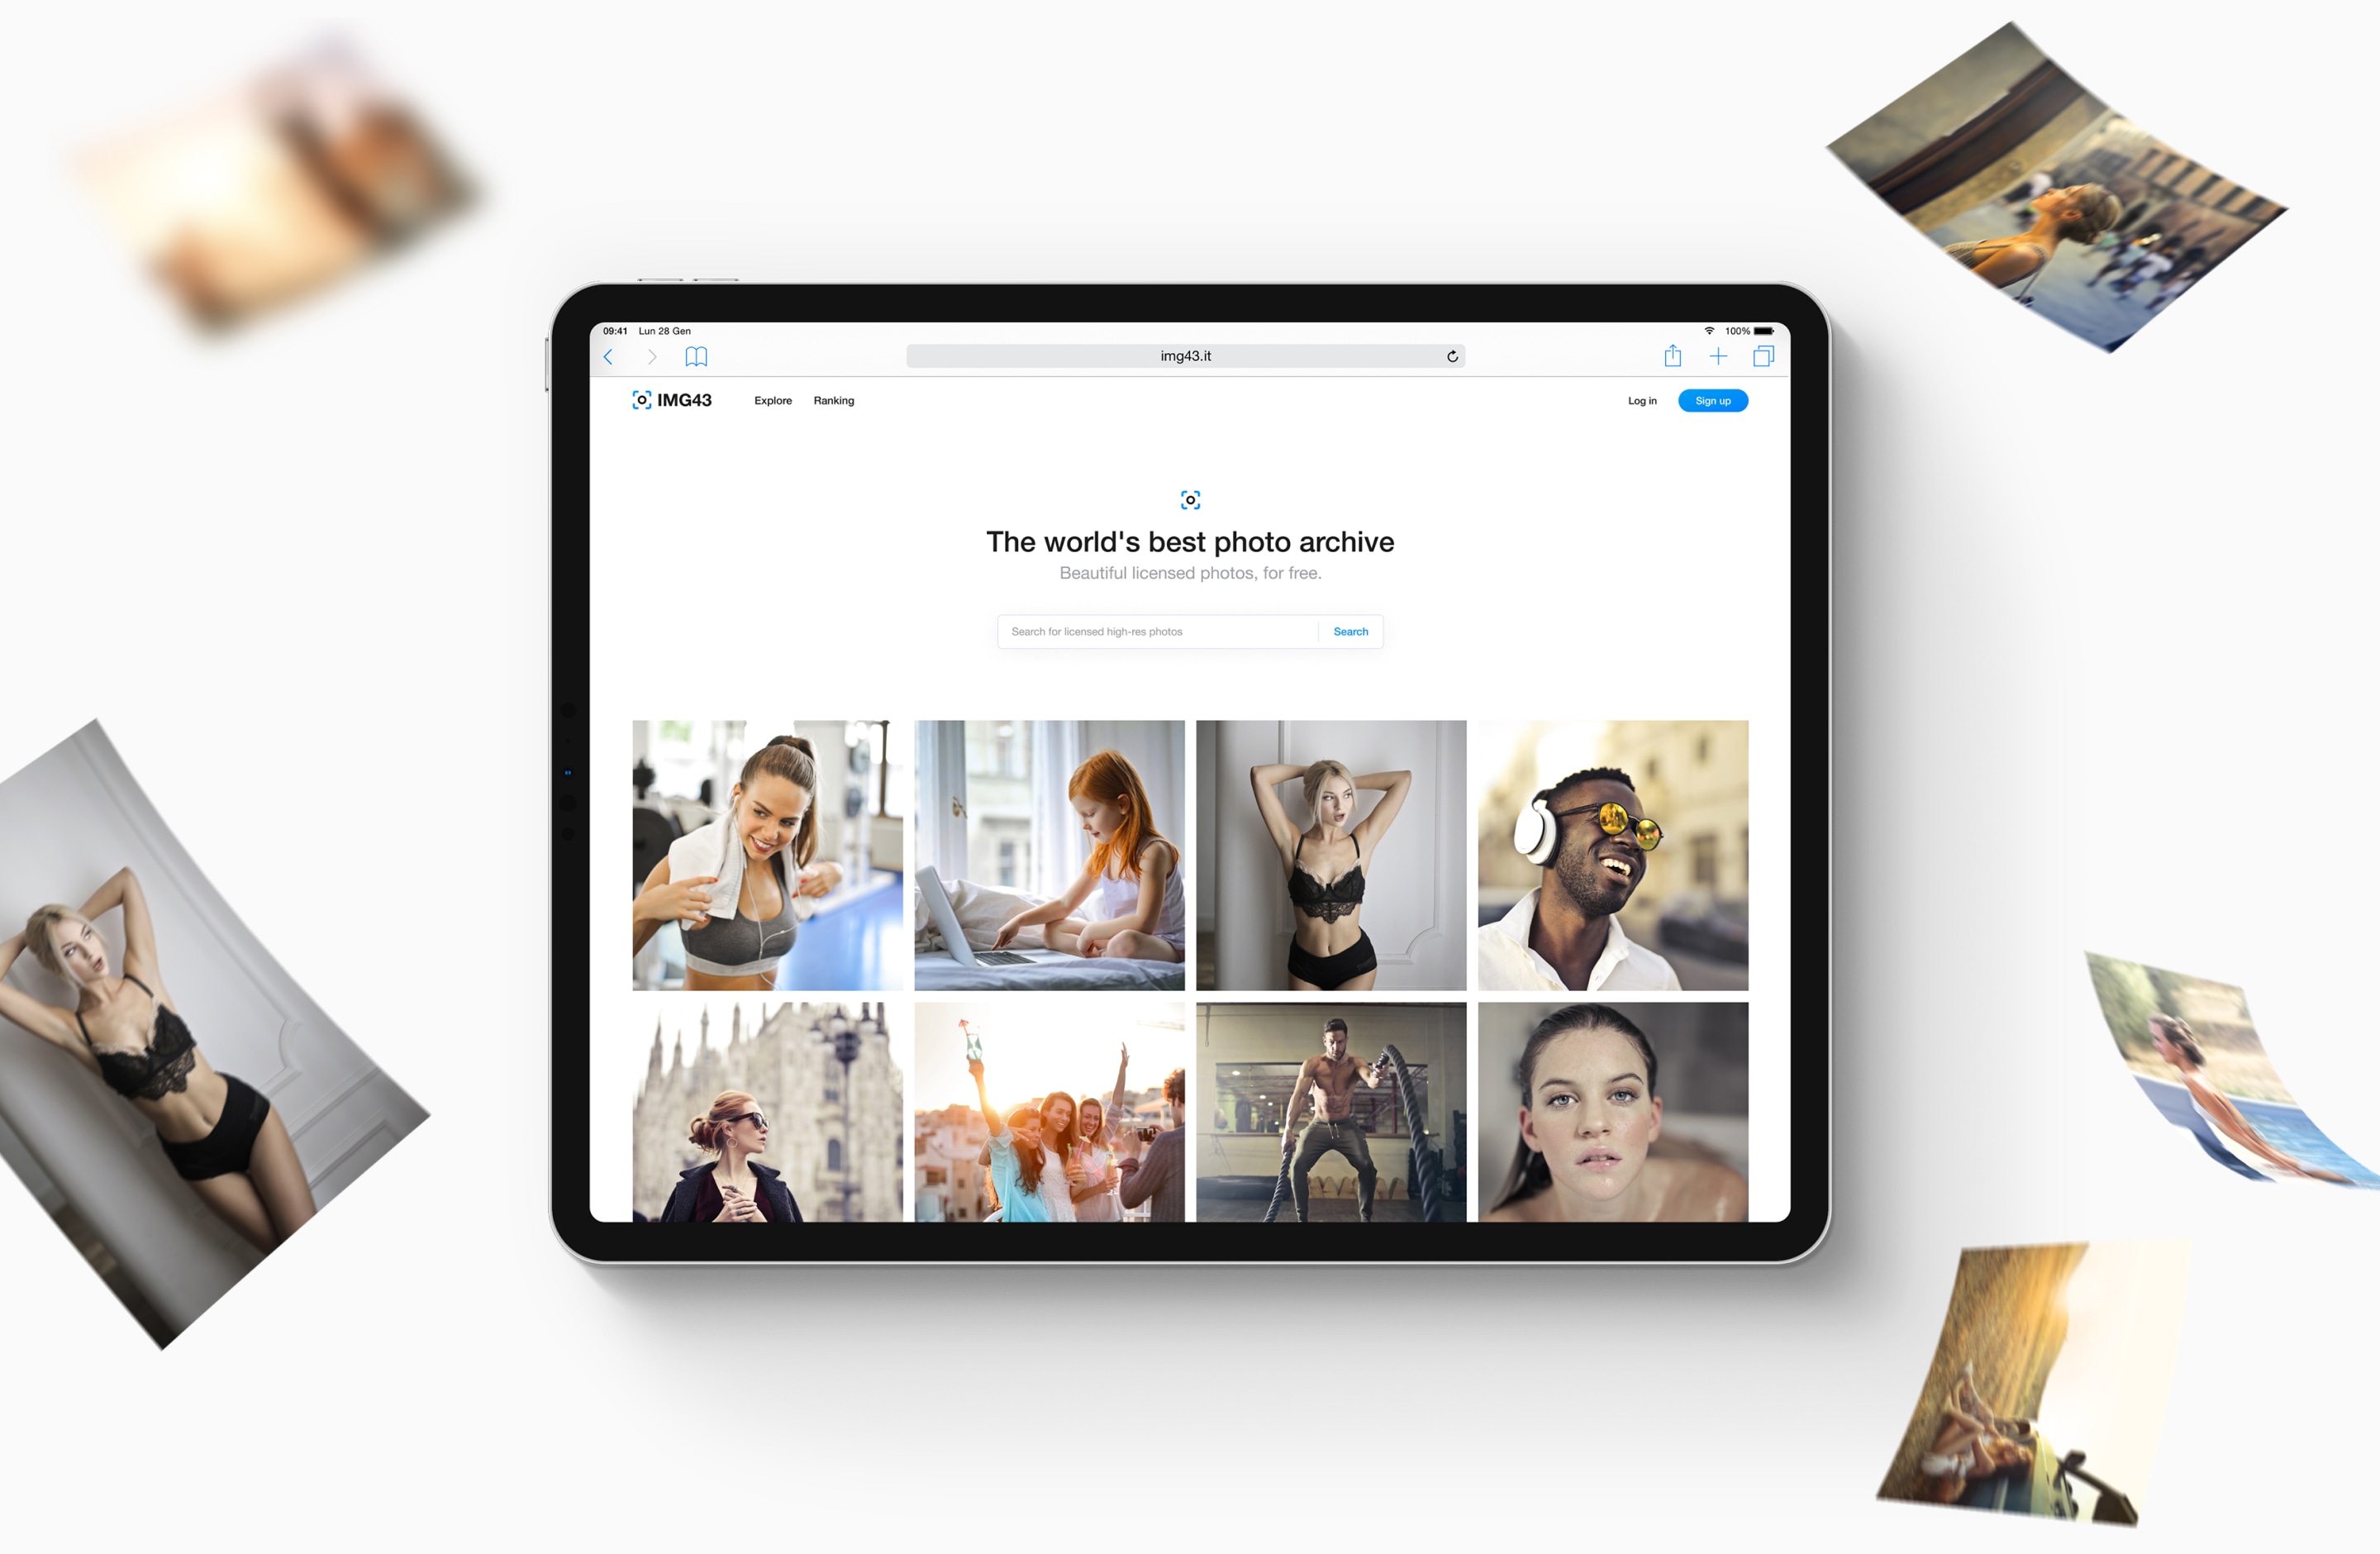 09:41 Lun 28 Gen 100%
img43.it
IMG43 Explore Ranking Log in Sign up
The world's best photo archive
Beautiful licensed photos, for free.
Search for licensed high-res photos Search